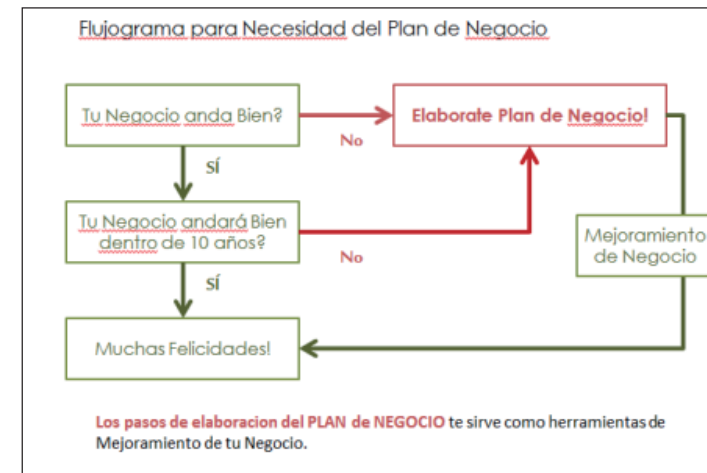 Flujograma para Necesidad del Plan de Negocio
Tu Negocio anda Bien?
No
Elaborate Plan de Negocio!
SÍ
Tu Negocio andará Bien
dentro de 10 años?
No
Mejoramiento
de Negocio
SÍ
Muchas Felicidades!
Los pasos de elaboracion del PLAN de NEGOCIO te sirve como herramientas de
Mejoramiento de tu Negocio.